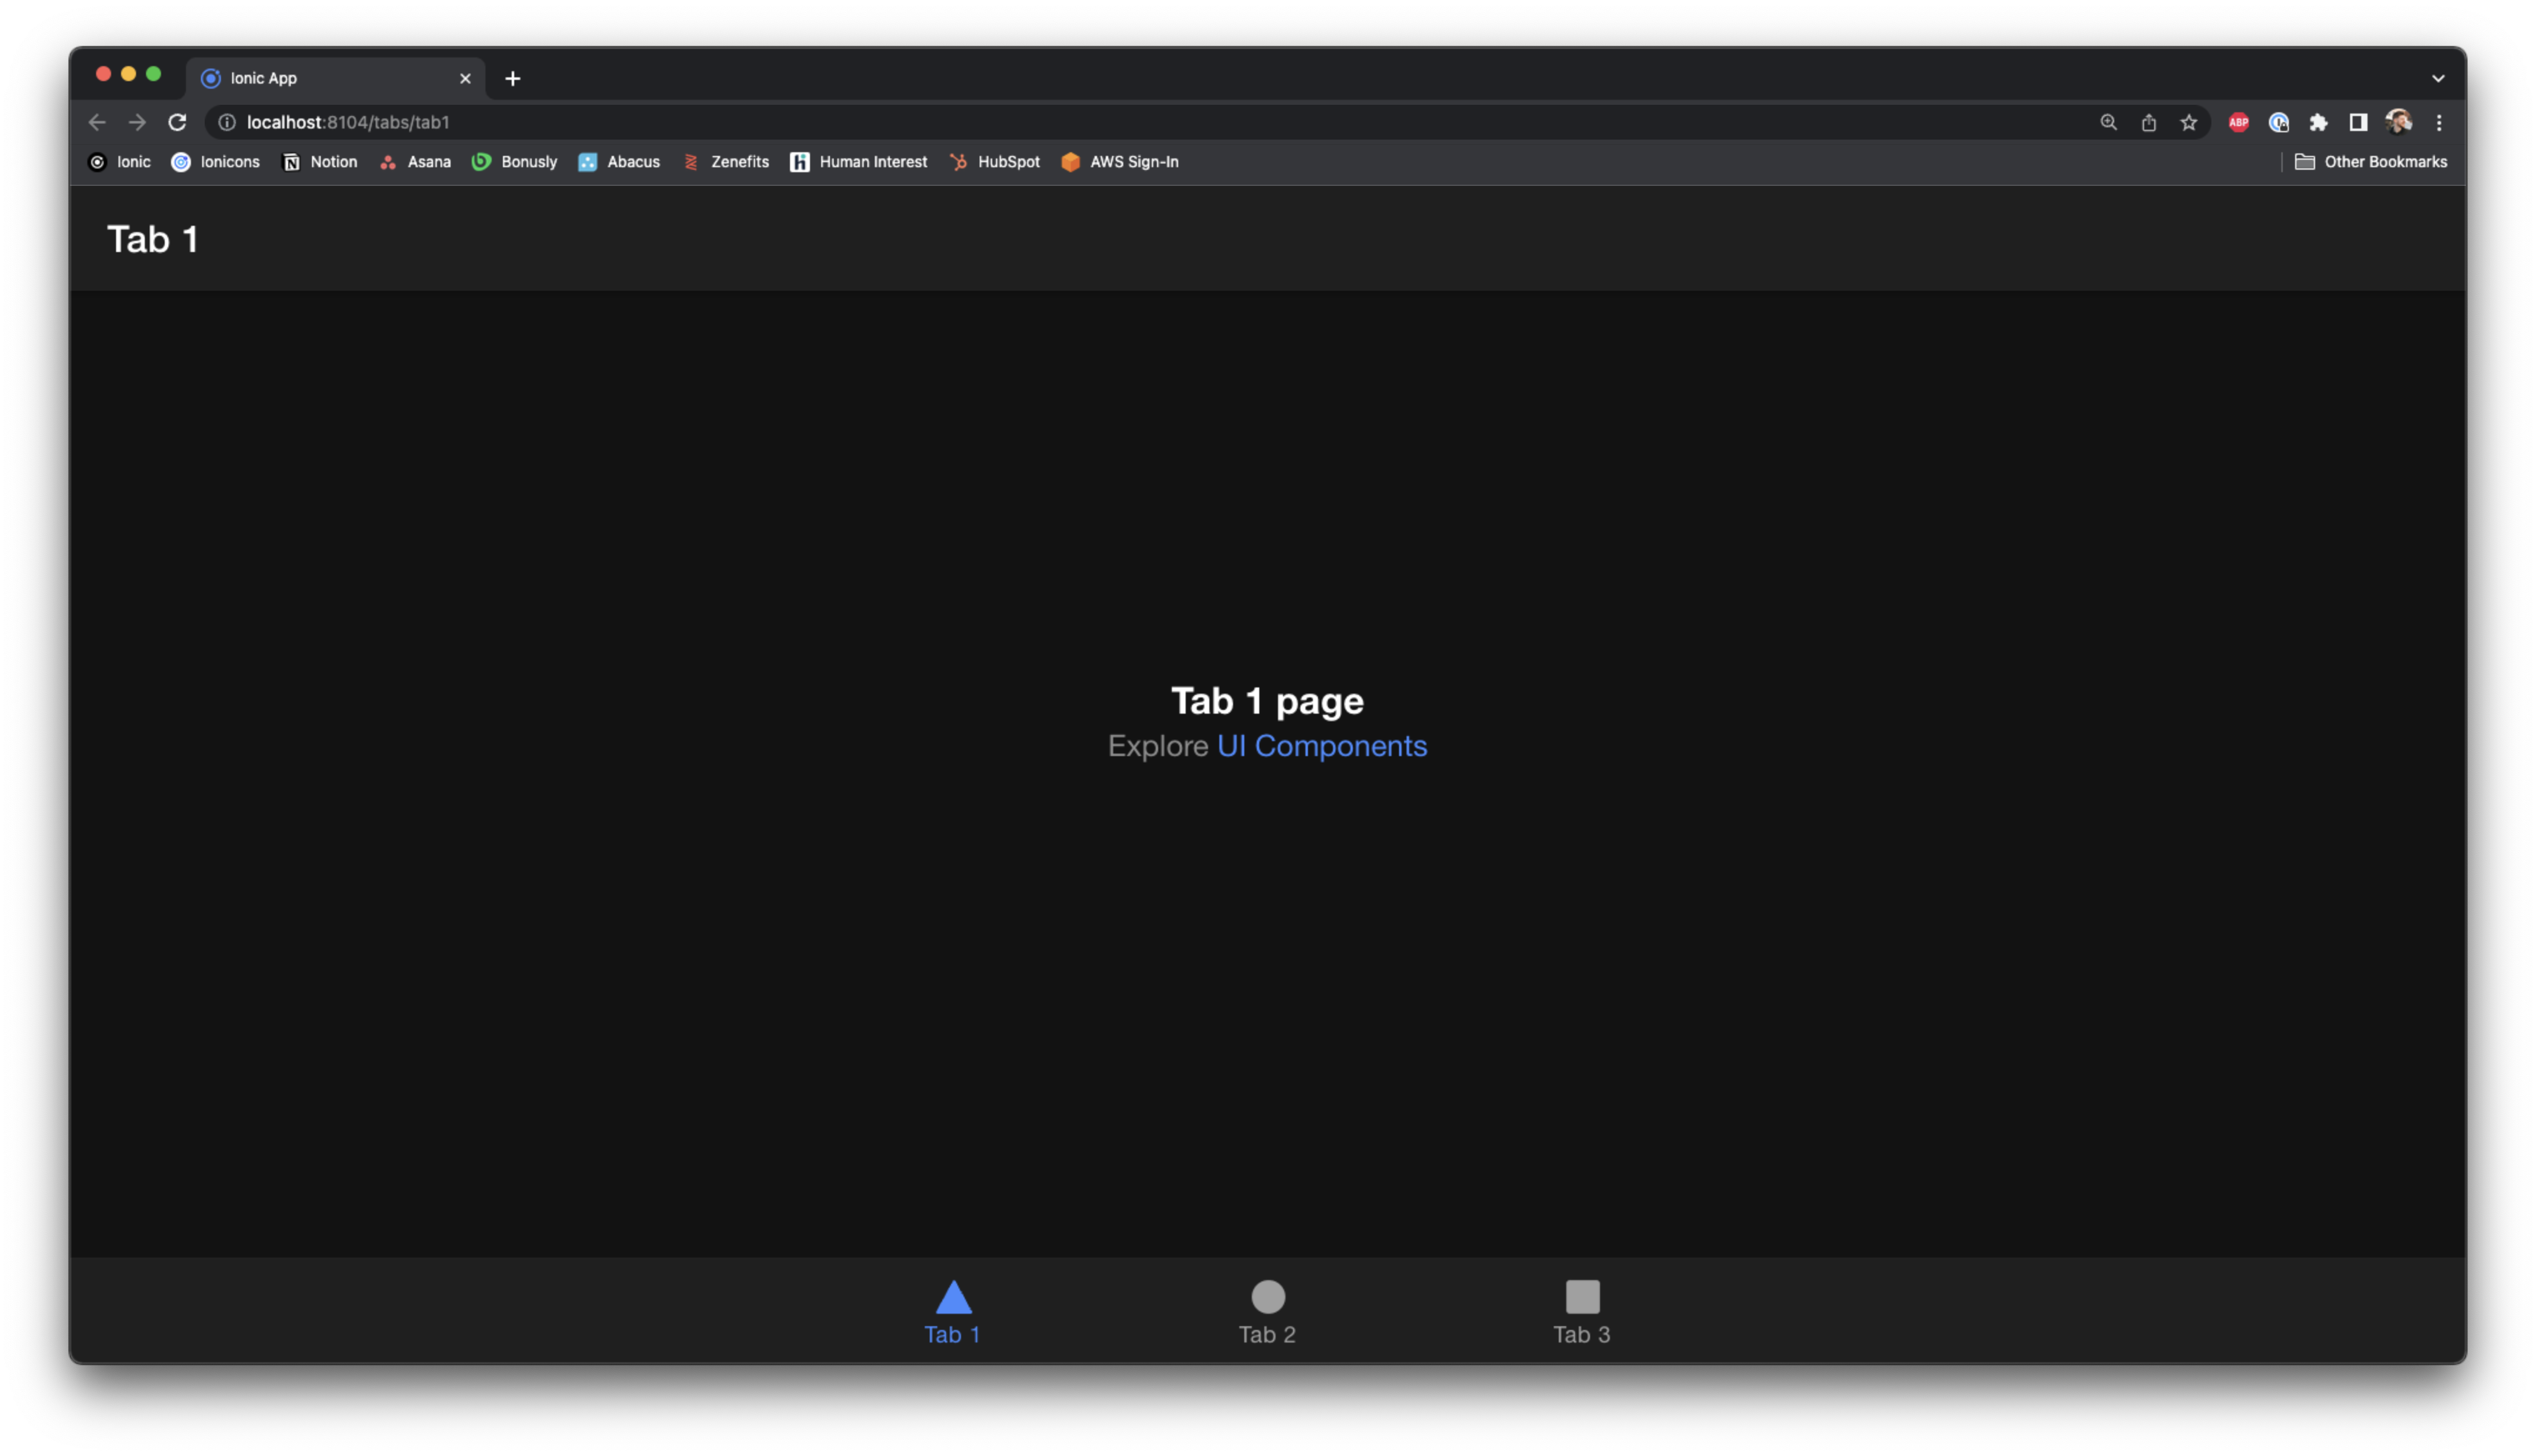 Ionic App
localhost:8104/tabs/tab1
ABP
Ionic Ionicons Notion Asana Bonusly Abacus Zenefits Human Interest HubSpot AWS Sign-In Other Bookmarks
Tab 1
Tab 1 page
Explore UI Components
Tab 1 Tab 2 Tab 3